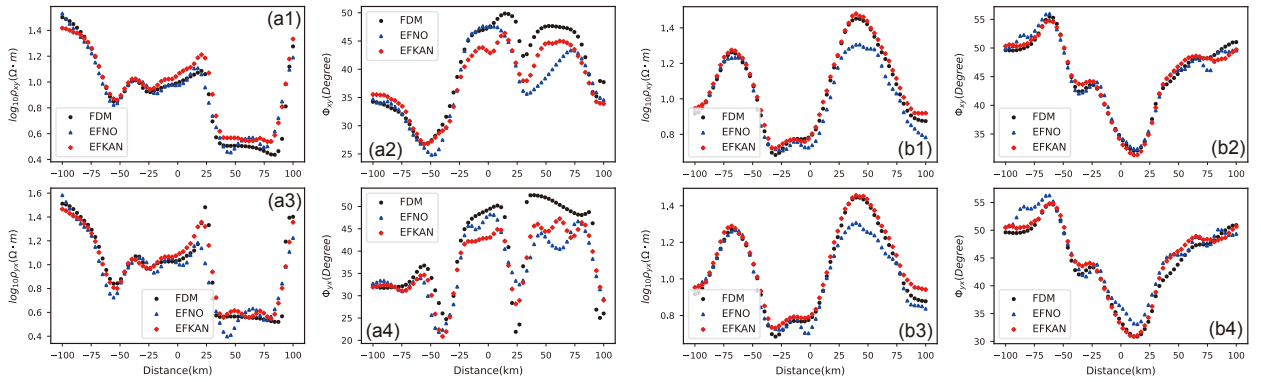 (a1)
FDM
EFNO
EFKAN
log10ρxy(Ω • m)
1.4
1.2
1.0
0.8
0.6
0.4
−100 −75 −50 −25 0 25 50 75 100
(a2)
FDM
EFNO
EFKAN
Φxy(Degree)
50
45
40
35
30
25
−100 −75 −50 −25 0 25 50 75 100
(b1)
FDM
EFNO
EFKAN
log10ρxy(Ω • m)
1.4
1.2
1.0
0.8
−100 −75 −50 −25 0 25 50 75 100
(b2)
FDM
EFNO
EFKAN
Φxy(Degree)
55
50
45
40
35
−100 −75 −50 −25 0 25 50 75 100
(a3)
FDM
EFNO
EFKAN
log10ρyx(Ω • m)
1.6
1.4
1.2
1.0
0.8
0.6
0.4
−100 −75 −50 −25 0 25 50 75 100
Distance(km)
(a4)
FDM
EFNO
EFKAN
Φyx(Degree)
50
45
40
35
30
25
20
−100 −75 −50 −25 0 25 50 75 100
Distance(km)
(b3)
FDM
EFNO
EFKAN
log10ρyx(Ω • m)
1.4
1.2
1.0
0.8
−100 −75 −50 −25 0 25 50 75 100
Distance(km)
(b4)
FDM
EFNO
EFKAN
Φyx(Degree)
55
50
45
40
35
30
−100 −75 −50 −25 0 25 50 75 100
Distance(km)